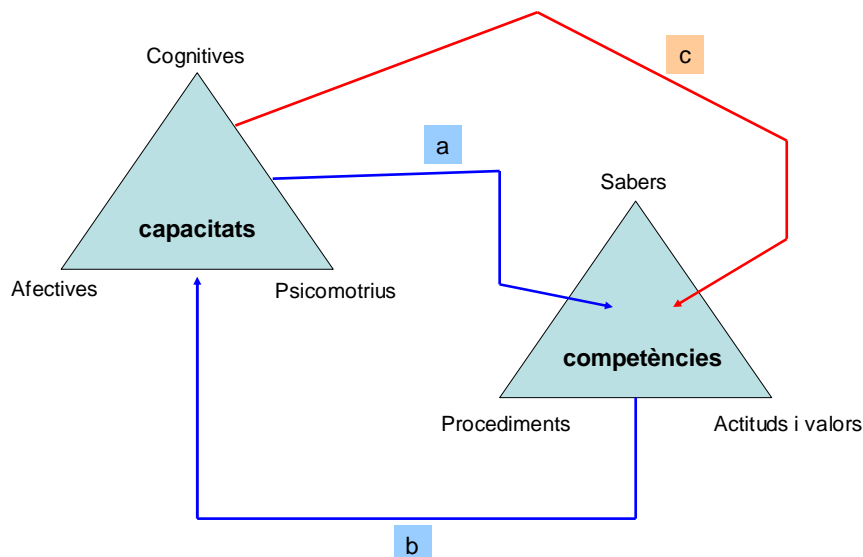 Cognitives
c
a
Sabers
capacitats
Afectives
Psicomotrius
competències
Procediments
Actituds i valors
b